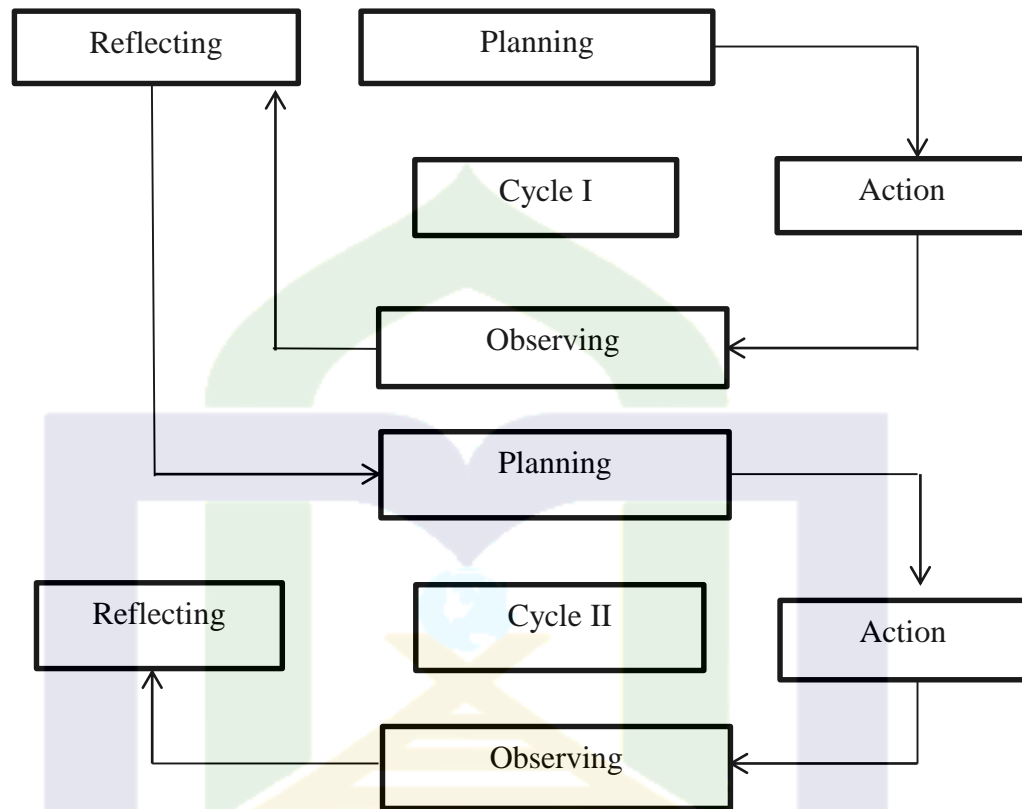 Reflecting
Planning
Cycle I
Action
Observing
Planning
Reflecting
Cycle II
Action
Observing